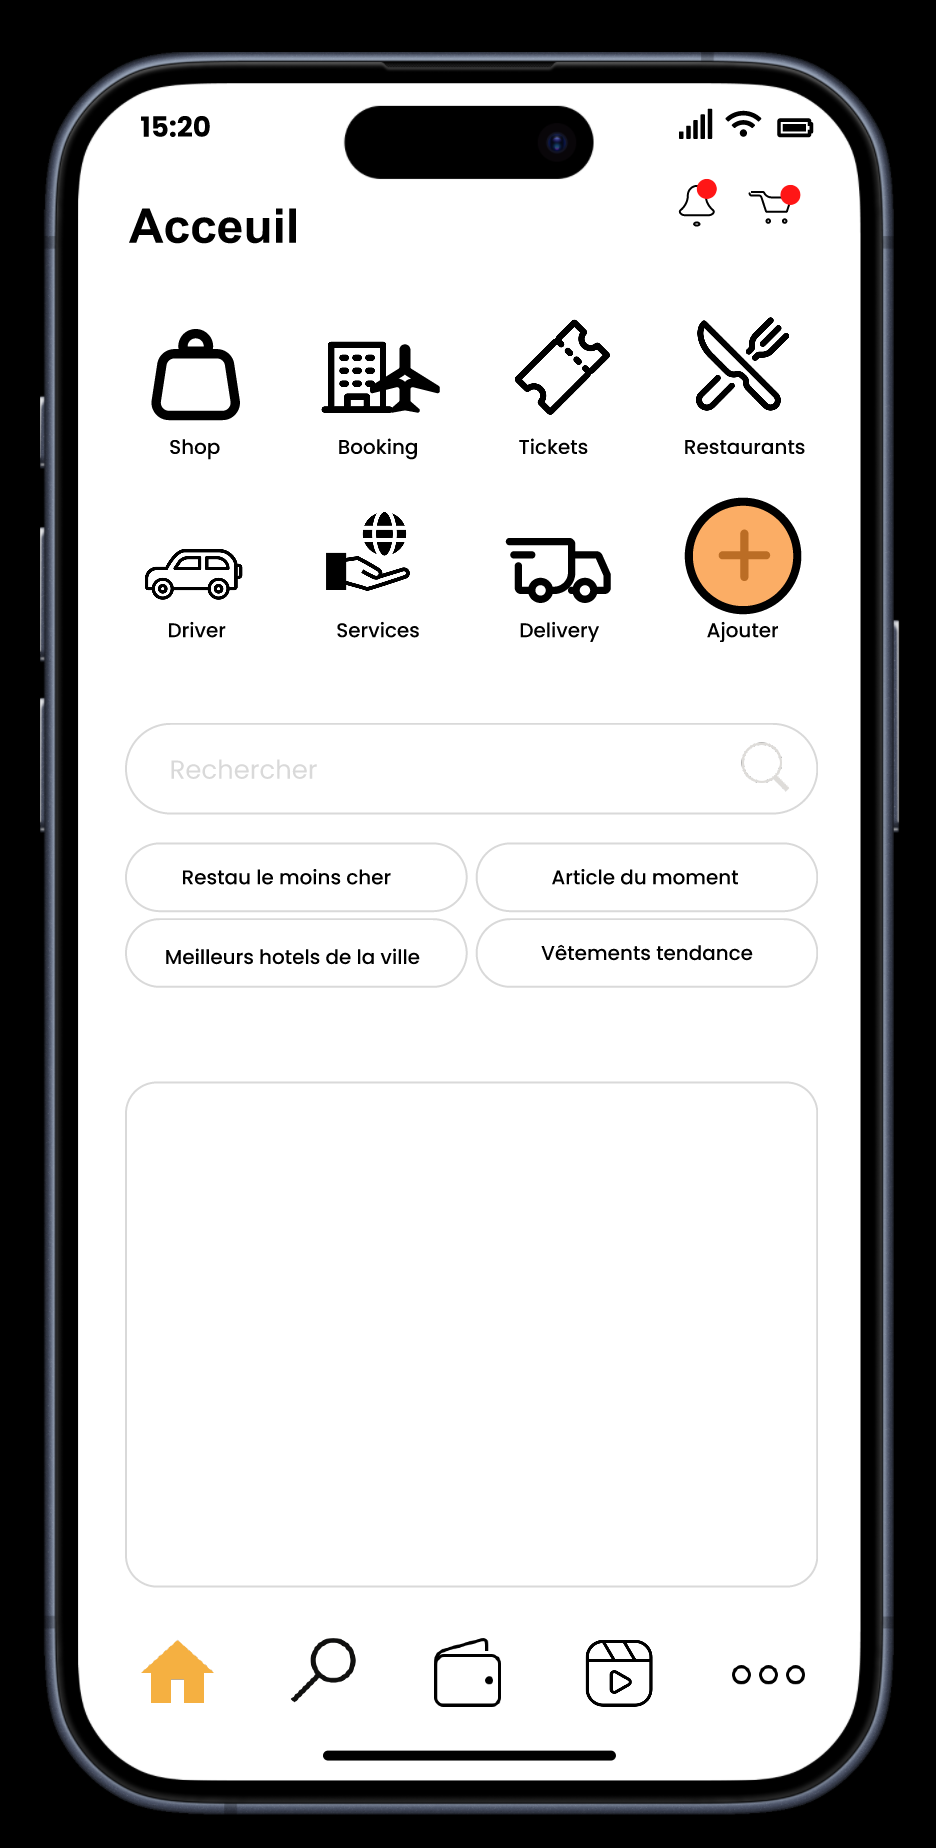 15:20
Acceuil
Shop
Booking
Tickets
Restaurants
Driver
Services
Delivery
Ajouter
Rechercher
Restau le moins cher
Article du moment
Meilleurs hotels de la ville
Vêtements tendance